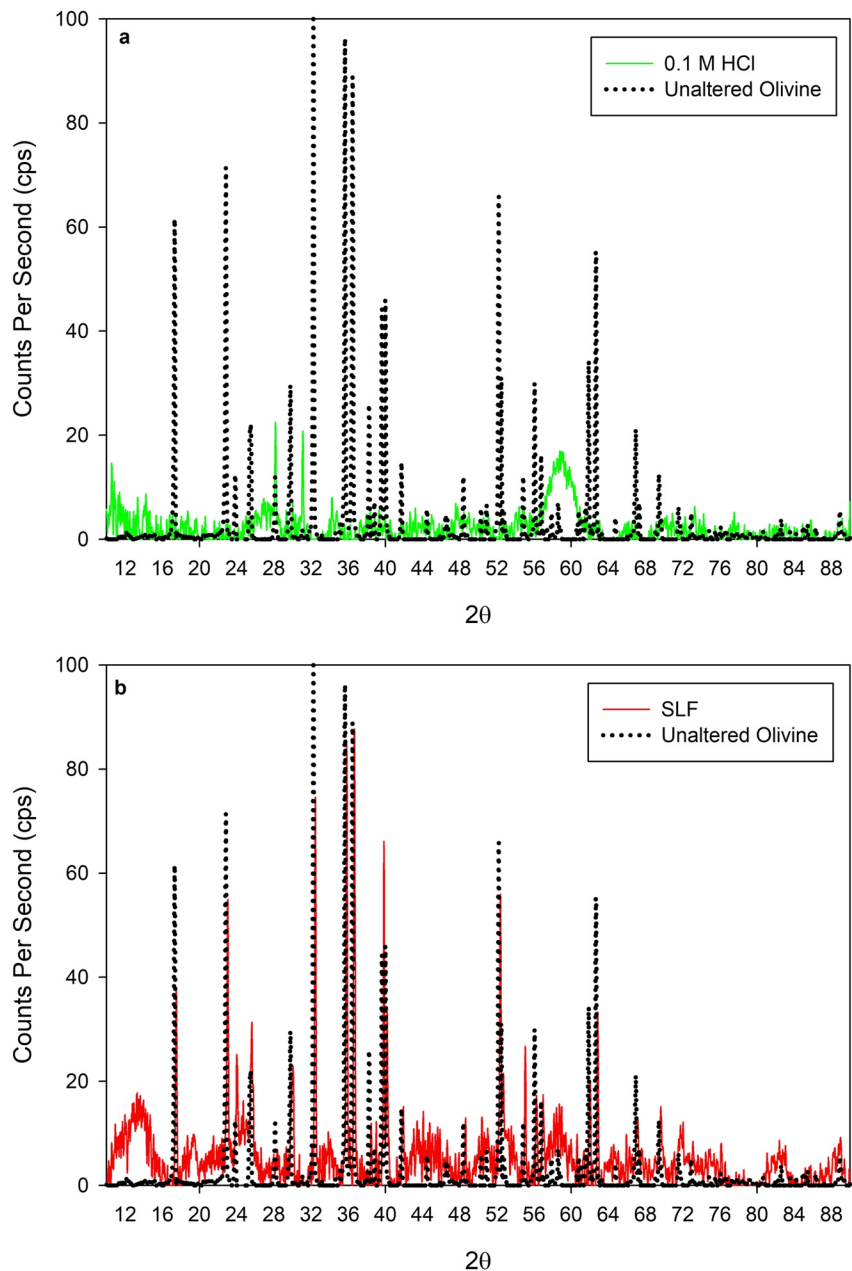 a
0.1 M HCl
Unaltered Olivine
Counts Per Second (cps)
100
80
60
40
20
0
12 16 20 24 28 32 36 40 44 48 52 56 60 64 68 72 76 80 84 88
2θ
b
SLF
Unaltered Olivine
Counts Per Second (cps)
100
80
60
40
20
0
12 16 20 24 28 32 36 40 44 48 52 56 60 64 68 72 76 80 84 88
2θ